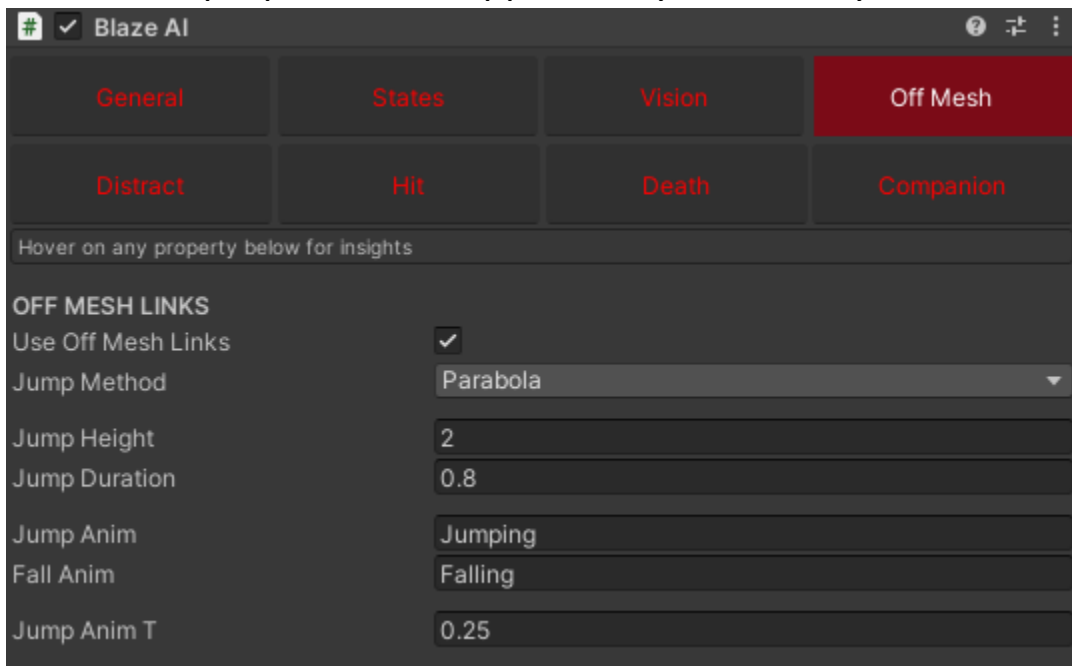 # Blaze AI
General States Vision Off Mesh
Distract Hit Death Companion
Hover on any property below for insights
OFF MESH LINKS
Use Off Mesh Links
Jump Method Parabola
Jump Height 2
Jump Duration 0.8
Jump Anim Jumping
Fall Anim Falling
Jump Anim T 0.25